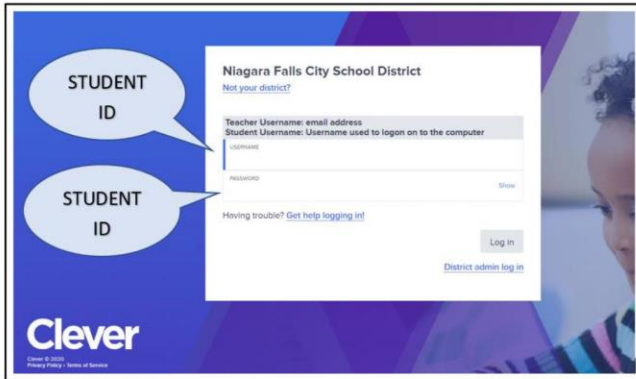 STUDENT
ID
STUDENT
ID
Niagara Falls City School District
Not your district?
Teacher Username: email address
Student Username: Username used to logon on to the computer
USERNAME
PASSWORD
Show
Having trouble? Get help logging in!
Log in
District admin log in
Clever
Clever © 2020
Privacy Policy • Terms of Service